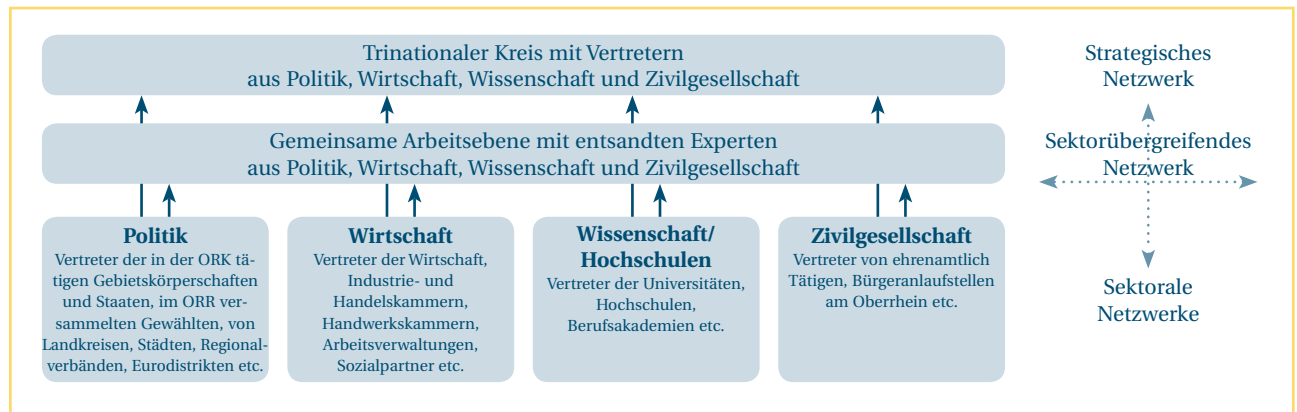 Trinationaler Kreis mit Vertretern
aus Politik, Wirtschaft, Wissenschaft und Zivilgesellschaft
Strategisches
Netzwerk
Gemeinsame Arbeitsebene mit entsandten Experten
aus Politik, Wirtschaft, Wissenschaft und Zivilgesellschaft
Sektorübergreifendes
Netzwerk
Politik
Vertreter der in der ORK tä-
tigen Gebietskörperschaften
und Staaten, im ORR ver-
sammelten Gewählten, von
Landkreisen, Städten, Regional-
verbänden, Eurodistrikten etc.
Wirtschaft
Vertreter der Wirtschaft,
Industrie- und
Handelskammern,
Handwerkskammern,
Arbeitsverwaltungen,
Sozialpartner etc.
Wissenschaft/
Hochschulen
Vertreter der Universitäten,
Hochschulen,
Berufsakademien etc.
Zivilgesellschaft
Vertreter von ehrenamtlich
Tätigen, Bürgeranlaufstellen
am Oberrhein etc.
Sektorale
Netzwerke